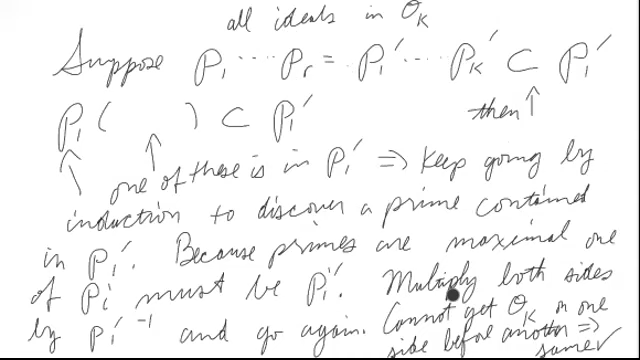 all ideals in O_K
Suppose P_1 ... P_r = P_1' ... P_K' ⊂ P_1'
P_1 (      ) ⊂ P_1'      then ↑
one of these is in P_1' ⇒ keep going by
induction to discover a prime contained
in P_1'. Because primes are maximal one
of P_i must be P_1'. Multiply both sides
by P_1'^{-1} and go again. Cannot get O_K on one
side before another ⇒
same r